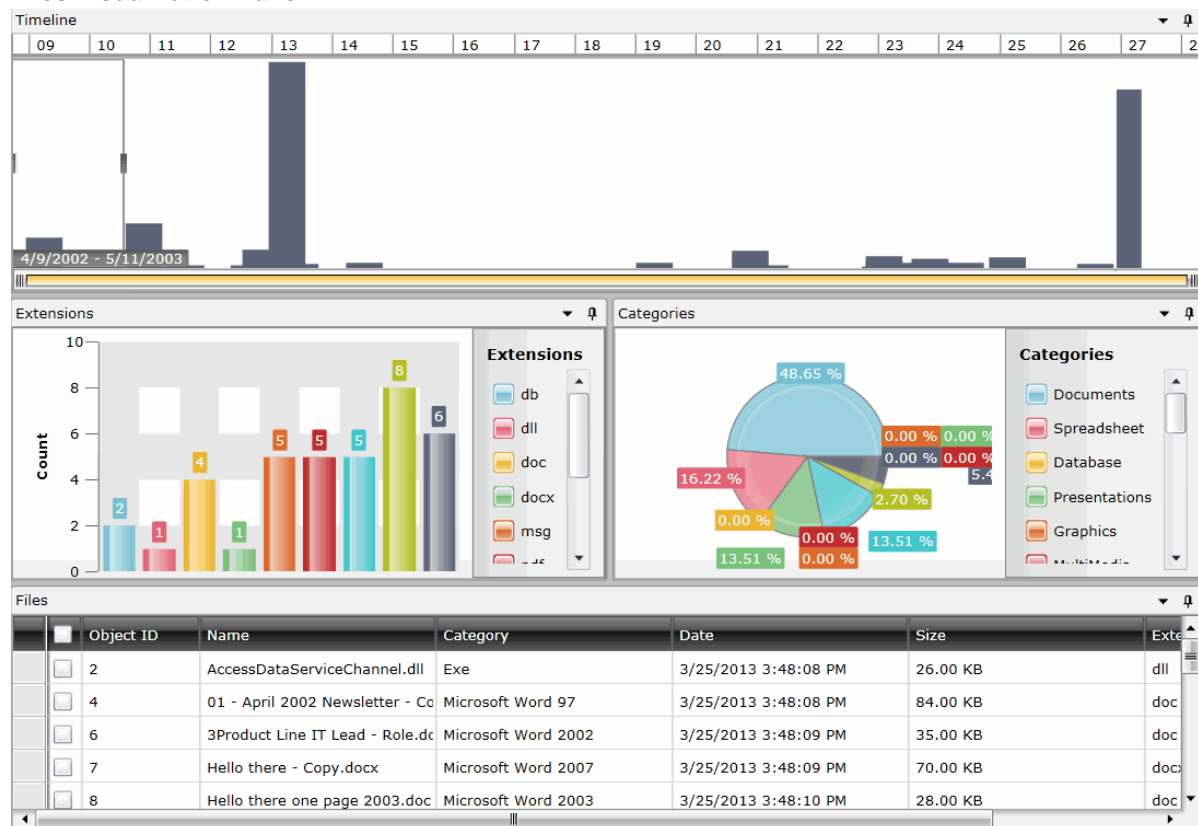 Timeline
09 10 11 12 13 14 15 16 17 18 19 20 21 22 23 24 25 26 27 2
4/9/2002 - 5/11/2003
Extensions
Count
10
8
6
4
2
0
2
1
4
1
5
5
5
8
6
Extensions
db
dll
doc
docx
msg
Categories
48.65 %
0.00 % 0.00 %
0.00 % 0.00 %
5.4
16.22 %
2.70 %
0.00 %
0.00 %
13.51 %
13.51 %
0.00 %
Categories
Documents
Spreadsheet
Database
Presentations
Graphics
MultiMedia
Files
Object ID Name Category Date Size Exte
2 AccessDataServiceChannel.dll Exe 3/25/2013 3:48:08 PM 26.00 KB dll
4 01 - April 2002 Newsletter - Co Microsoft Word 97 3/25/2013 3:48:08 PM 84.00 KB doc
6 3Product Line IT Lead - Role.dc Microsoft Word 2002 3/25/2013 3:48:09 PM 35.00 KB doc
7 Hello there - Copy.docx Microsoft Word 2007 3/25/2013 3:48:09 PM 70.00 KB docx
8 Hello there one page 2003.doc Microsoft Word 2003 3/25/2013 3:48:10 PM 28.00 KB doc